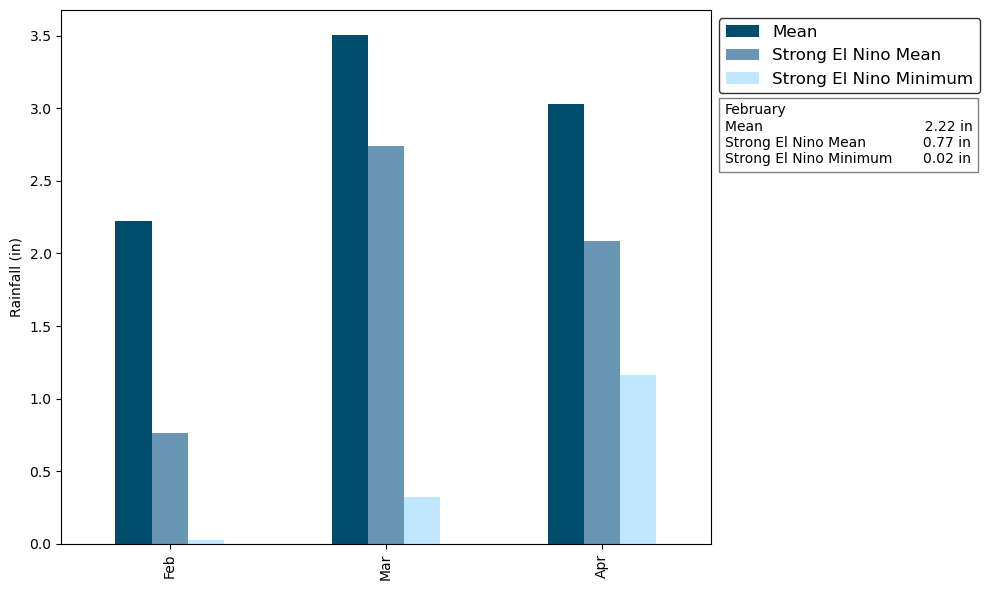 3.5
3.0
2.5
2.0
1.5
1.0
0.5
0.0
Rainfall (in)
Feb
Mar
Apr
Mean
Strong El Nino Mean
Strong El Nino Minimum
February
Mean 2.22 in
Strong El Nino Mean 0.77 in
Strong El Nino Minimum 0.02 in